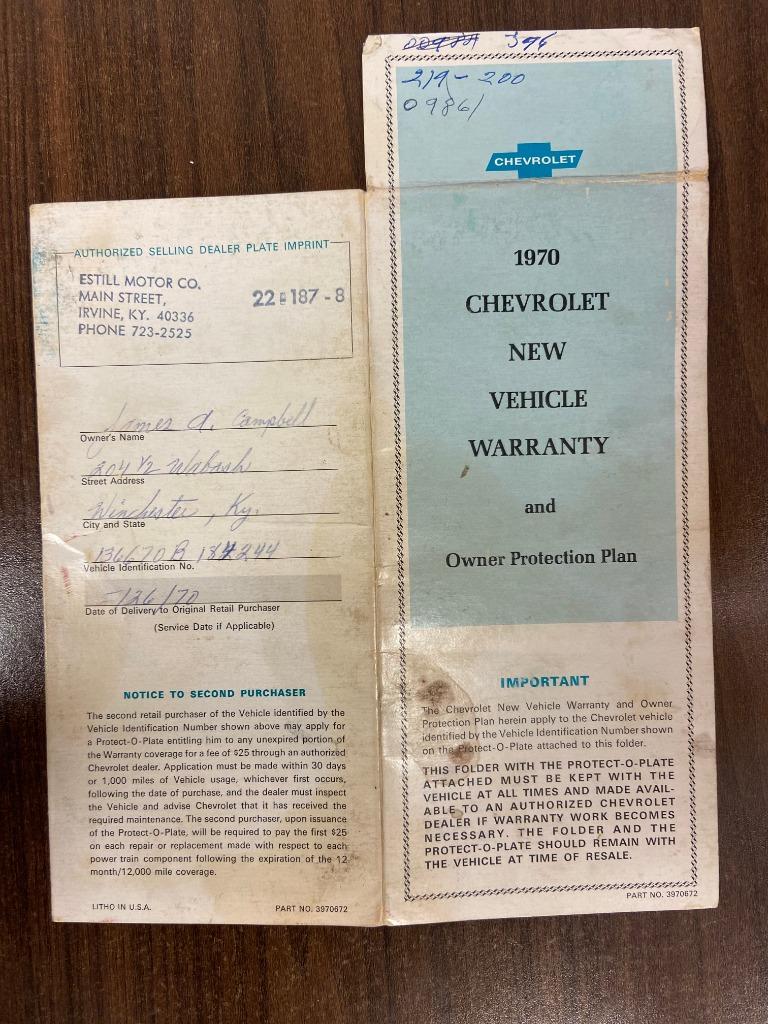 AUTHORIZED SELLING DEALER PLATE IMPRINT
ESTILL MOTOR CO.
MAIN STREET,
IRVINE, KY. 40336
PHONE 723-2525
22 187 - 8
James A. Campbell
Owner's Name
204 1/2 Wabash
Street Address
Winchester, Ky.
City and State
136670B 184244
Vehicle Identification No.
7/26/70
Date of Delivery to Original Retail Purchaser
(Service Date if Applicable)
NOTICE TO SECOND PURCHASER
The second retail purchaser of the Vehicle identified by the
Vehicle Identification Number shown above may apply for
a Protect-O-Plate entitling him to any unexpired portion of
the Warranty coverage for a fee of $25 through an authorized
Chevrolet dealer. Application must be made within 30 days
or 1,000 miles of Vehicle usage, whichever first occurs,
following the date of purchase, and the dealer must inspect
the Vehicle and advise Chevrolet that it has received the
required maintenance. The second purchaser, upon issuance
of the Protect-O-Plate, will be required to pay the first $25
on each repair or replacement made with respect to each
power train component following the expiration of the 12
month/12,000 mile coverage.
LITHO IN U.S.A.
PART NO. 3970672
396
219-200
09861
CHEVROLET
1970
CHEVROLET
NEW
VEHICLE
WARRANTY
and
Owner Protection Plan
IMPORTANT
The Chevrolet New Vehicle Warranty and Owner
Protection Plan herein apply to the Chevrolet vehicle
identified by the Vehicle Identification Number shown
on the Protect-O-Plate attached to this folder.
THIS FOLDER WITH THE PROTECT-O-PLATE
ATTACHED MUST BE KEPT WITH THE
VEHICLE AT ALL TIMES AND MADE AVAIL-
ABLE TO AN AUTHORIZED CHEVROLET
DEALER IF WARRANTY WORK BECOMES
NECESSARY. THE FOLDER AND THE
PROTECT-O-PLATE SHOULD REMAIN WITH
THE VEHICLE AT TIME OF RESALE.
PART NO. 3970672